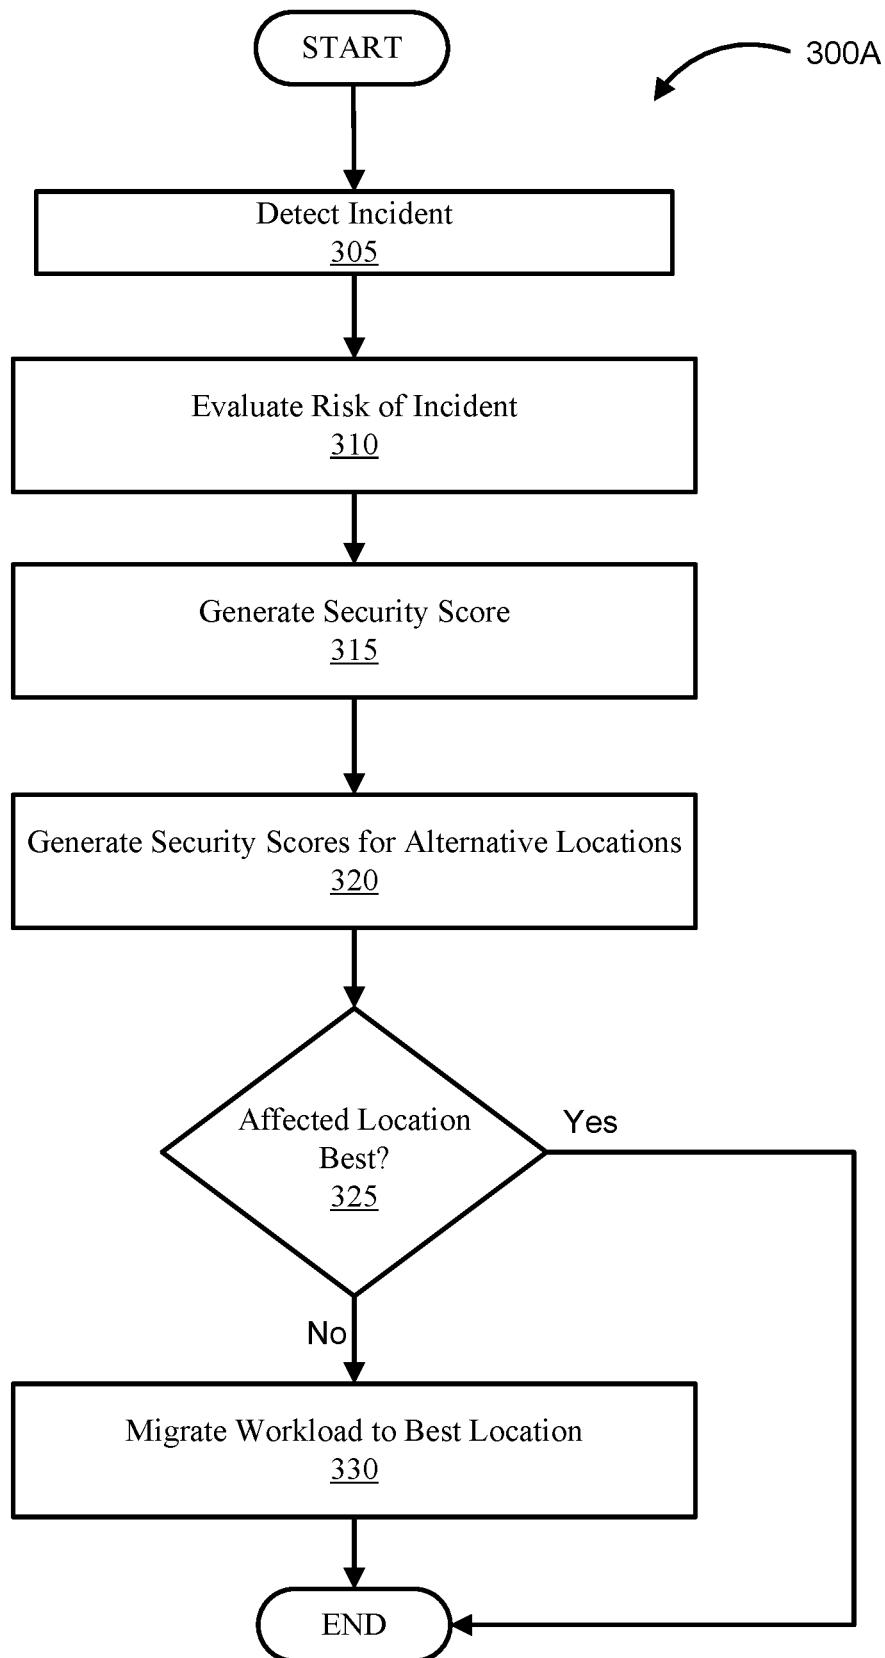 START
300A
Detect Incident
305
Evaluate Risk of Incident
310
Generate Security Score
315
Generate Security Scores for Alternative Locations
320
Affected Location
Best?
325
Yes
No
Migrate Workload to Best Location
330
END